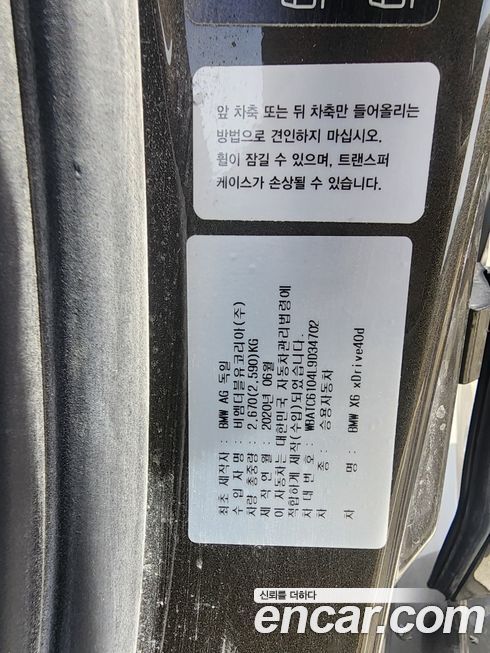 앞 차축 또는 뒤 차축만 들어올리는
방법으로 견인하지 마십시오.
휠이 잠길 수 있으며, 트랜스퍼
케이스가 손상될 수 있습니다.
최초 제작자 : BMW AG 독일
수 입 자 명 : 비엠더블유코리아(주)
차량 총중량 : 2,670(2,590)KG
제 작 연 월 : 2020년 06월
이 자동차는 대한민국 자동차관리법령에
적합하게 제작(수입)되었습니다.
차 대 번 호 : WBA1C6104L9D34702
차 종 : 승용자동차
차 명 : BMW X6 xDrive40d
신뢰를 더하다
encar.com